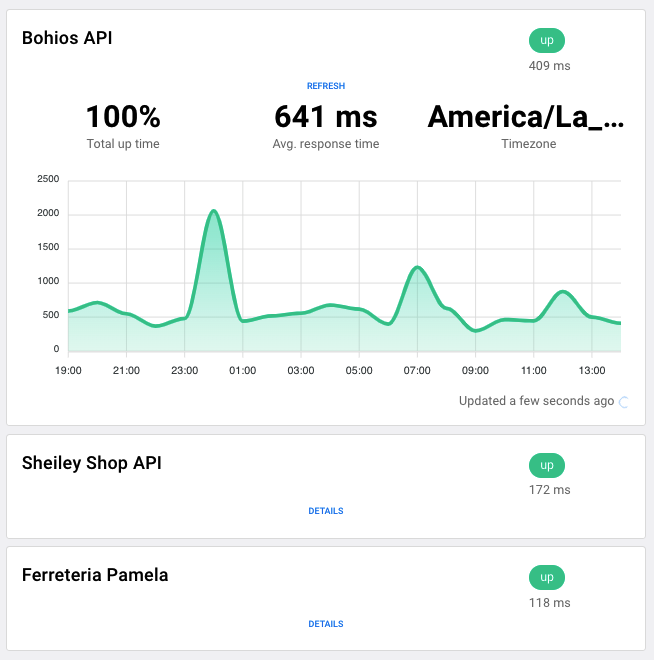 Bohios API
up
409 ms
REFRESH
100% 641 ms America/La_...
Total up time Avg. response time Timezone
2500
2000
1500
1000
500
0
19:00 21:00 23:00 01:00 03:00 05:00 07:00 09:00 11:00 13:00
Updated a few seconds ago
Sheiley Shop API
up
172 ms
DETAILS
Ferreteria Pamela
up
118 ms
DETAILS